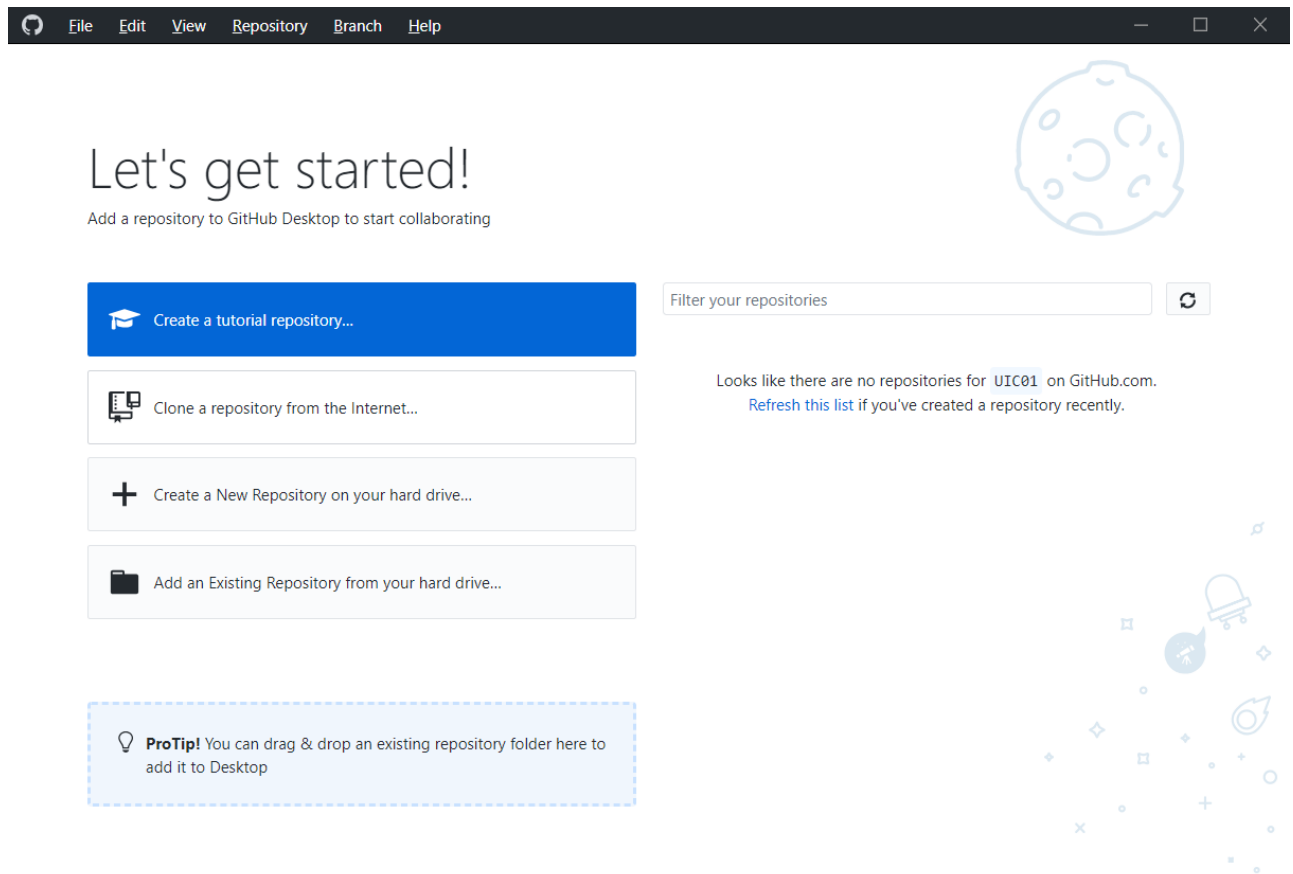 File Edit View Repository Branch Help
Let's get started!
Add a repository to GitHub Desktop to start collaborating
Create a tutorial repository...
Clone a repository from the Internet...
Create a New Repository on your hard drive...
Add an Existing Repository from your hard drive...
ProTip! You can drag & drop an existing repository folder here to
add it to Desktop
Filter your repositories
Looks like there are no repositories for UIC01 on GitHub.com.
Refresh this list if you've created a repository recently.